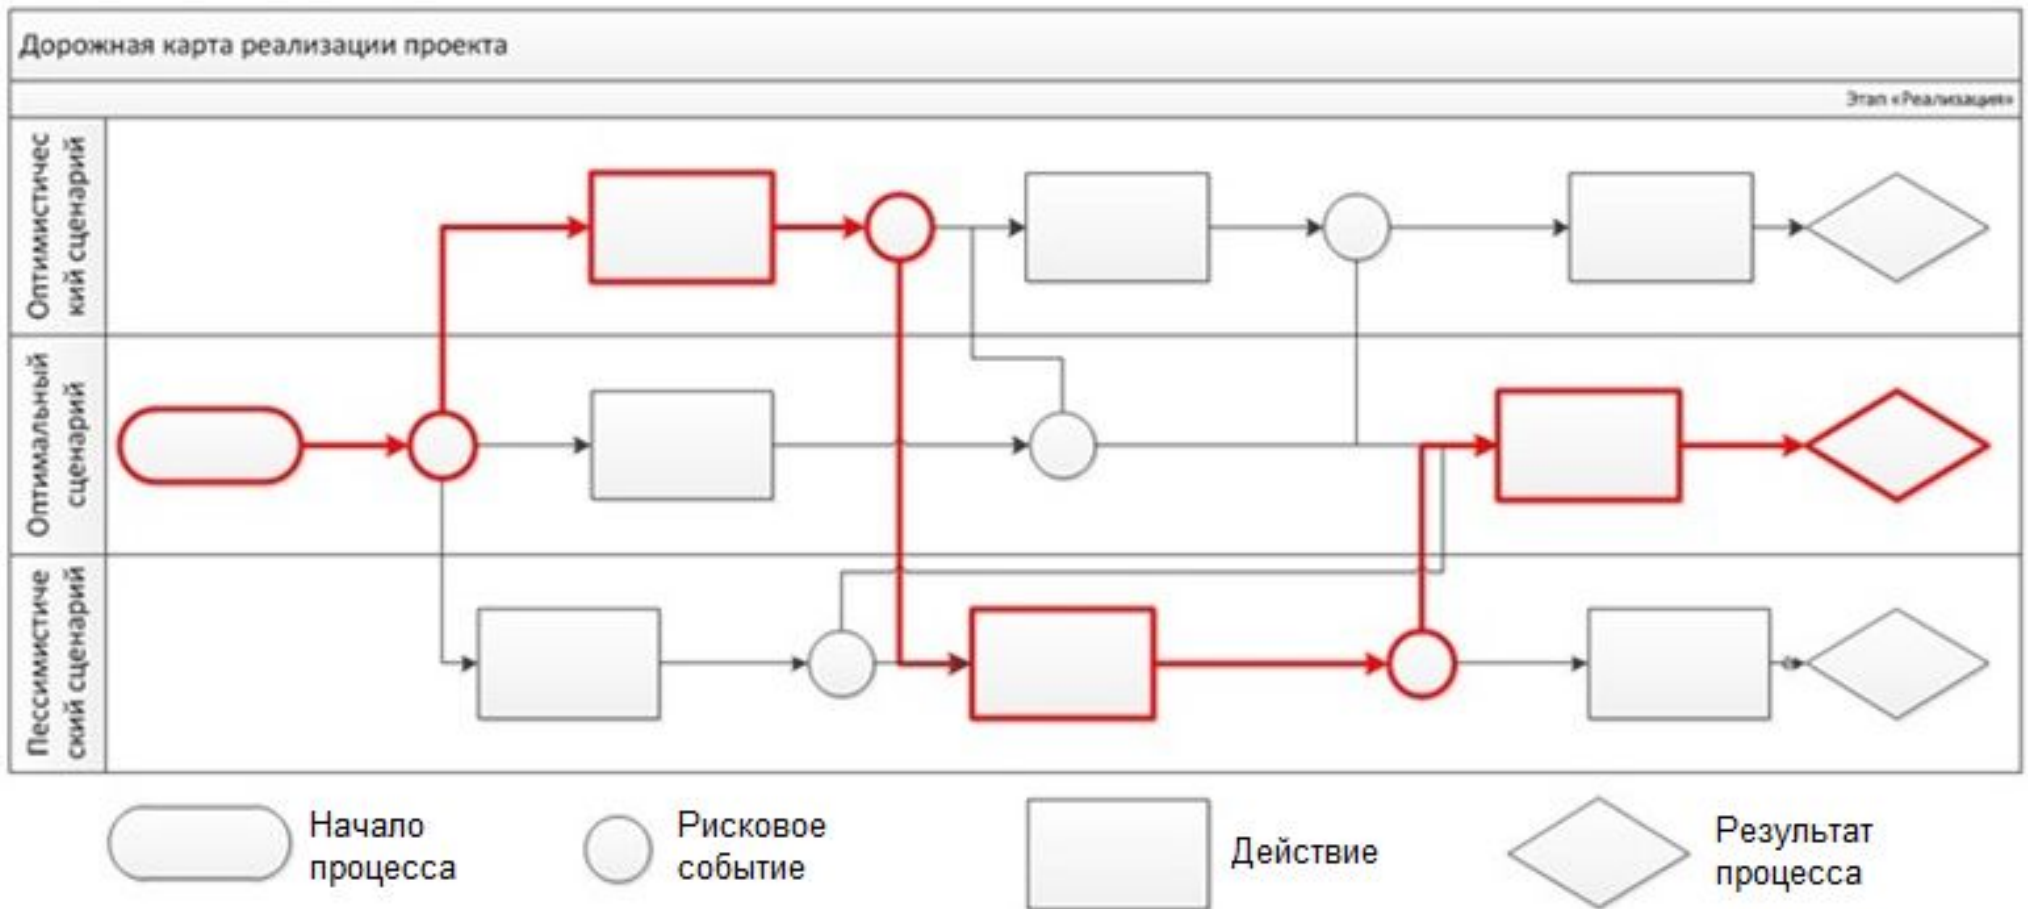 Дорожная карта реализации проекта
Этап «Реализация»
Оптимистичес
кий сценарий
Оптимальный
сценарий
Пессимистиче
ский сценарий
Начало
процесса
Рисковое
событие
Действие
Результат
процесса